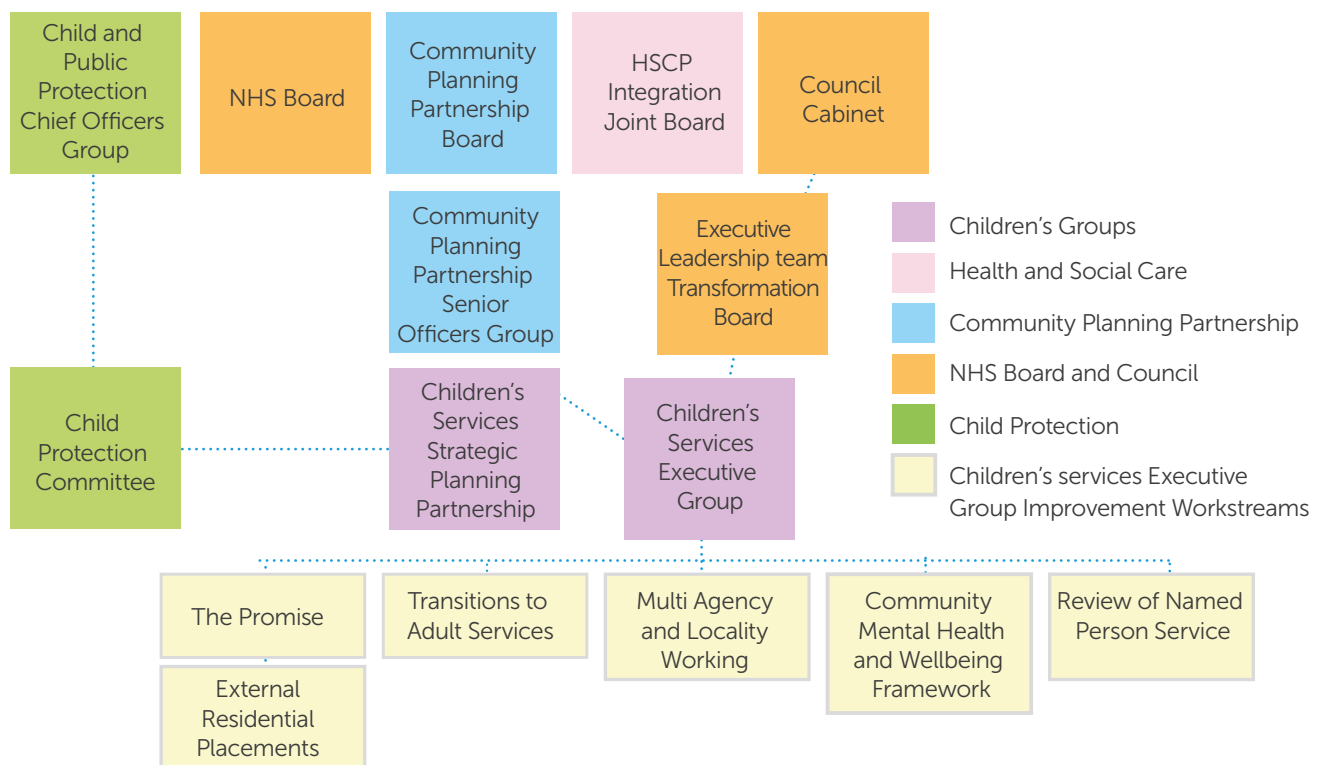 Child and
Public
Protection
Chief Officers
Group
NHS Board
Community
Planning
Partnership
Board
HSCP
Integration
Joint Board
Council
Cabinet
Community
Planning
Partnership
Senior
Officers Group
Executive
Leadership team
Transformation
Board
Children's Groups
Health and Social Care
Community Planning Partnership
NHS Board and Council
Child Protection
Children's services Executive
Group Improvement Workstreams
Child
Protection
Committee
Children's
Services
Strategic
Planning
Partnership
Children's
Services
Executive
Group
The Promise
Transitions to
Adult Services
Multi Agency
and Locality
Working
Community
Mental Health
and Wellbeing
Framework
Review of Named
Person Service
External
Residential
Placements